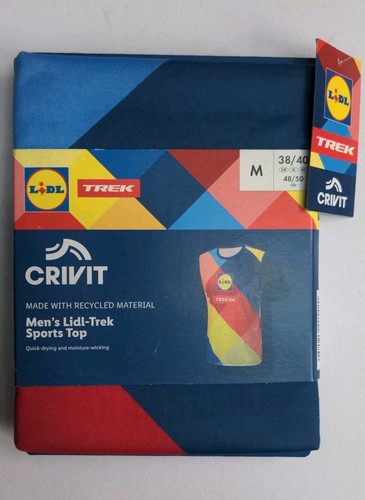 LIDL
TREK
M
38/40
48/50
CRIVIT
MADE WITH RECYCLED MATERIAL
Men's Lidl-Trek
Sports Top
Quick-drying and moisture-wicking
LIDL
TREK
LIDL
TREK
CRIVIT